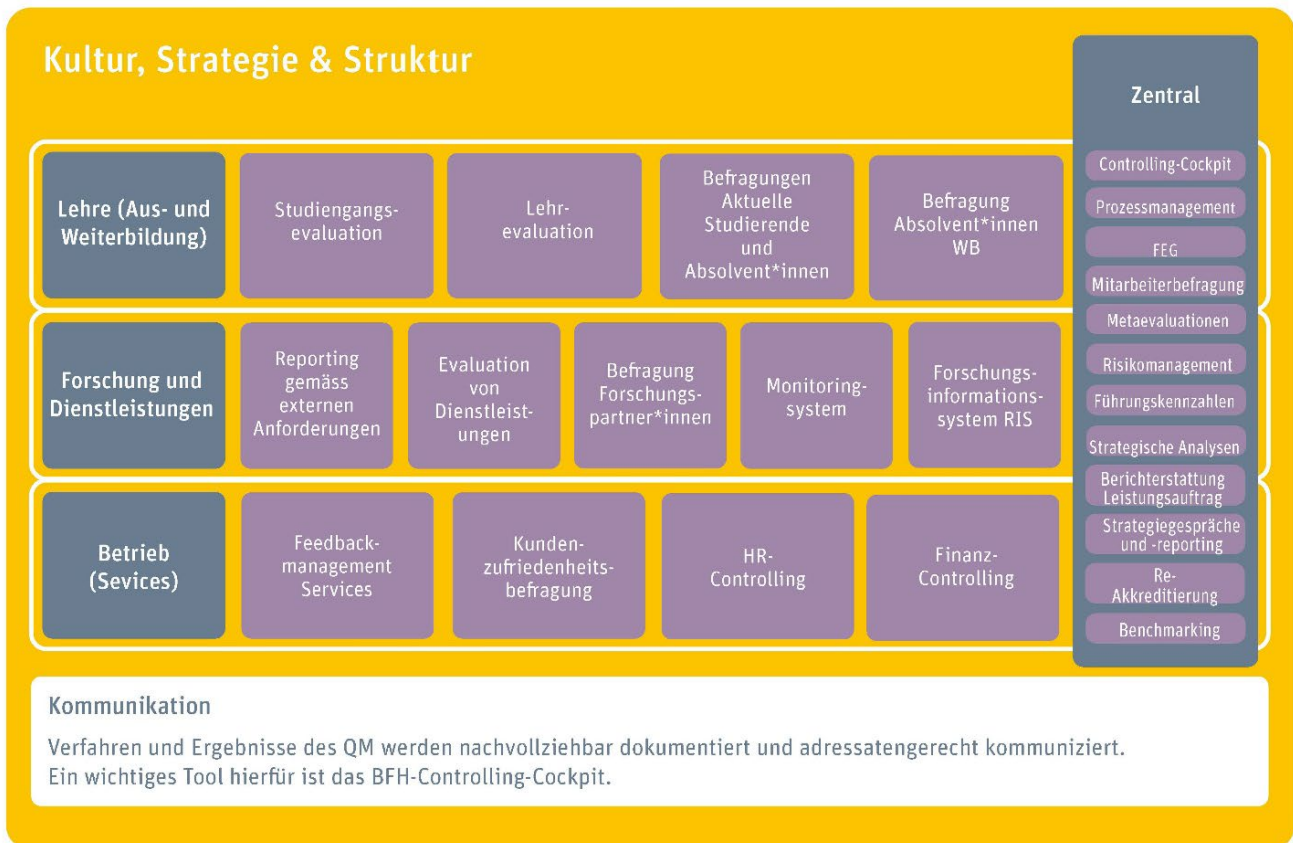 Kultur, Strategie & Struktur
Lehre (Aus- und
Weiterbildung)
Studiengangs-
evaluation
Lehr-
evaluation
Befragungen
Aktuelle
Studierende
und
Absolvent*innen
Befragung
Absolvent*innen
WB
Forschung und
Dienstleistungen
Reporting
gemäss
externen
Anforderungen
Evaluation
von
Dienstleist-
ungen
Befragung
Forschungs-
partner*innen
Monitoring-
system
Forschungs-
informations-
system RIS
Betrieb
(Sevices)
Feedback-
management
Services
Kunden-
zufriedenheits-
befragung
HR-
Controlling
Finanz-
Controlling
Zentral
Controlling-Cockpit
Prozessmanagement
FEG
Mitarbeiterbefragung
Metaevaluationen
Risikomanagement
Führungskennzahlen
Strategische Analysen
Berichterstattung
Leistungsauftrag
Strategiegespräche
und -reporting
Re-
Akkreditierung
Benchmarking
Kommunikation
Verfahren und Ergebnisse des QM werden nachvollziehbar dokumentiert und adressatengerecht kommuniziert.
Ein wichtiges Tool hierfür ist das BFH-Controlling-Cockpit.